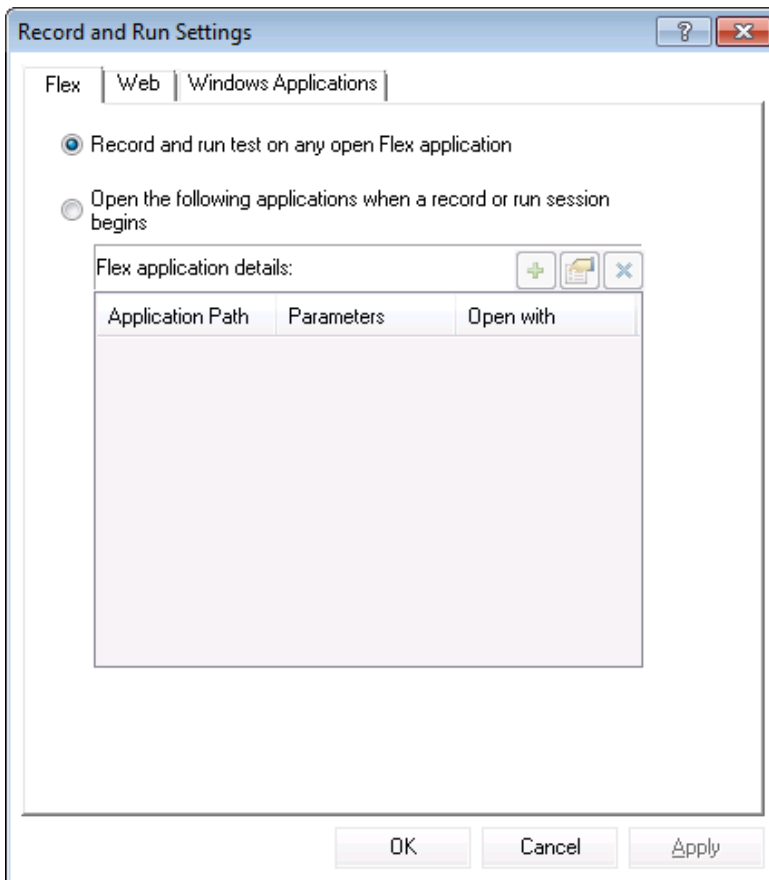 Record and Run Settings
?
Flex Web Windows Applications
Record and run test on any open Flex application
Open the following applications when a record or run session
begins
Flex application details:
Application Path Parameters Open with
OK Cancel Apply